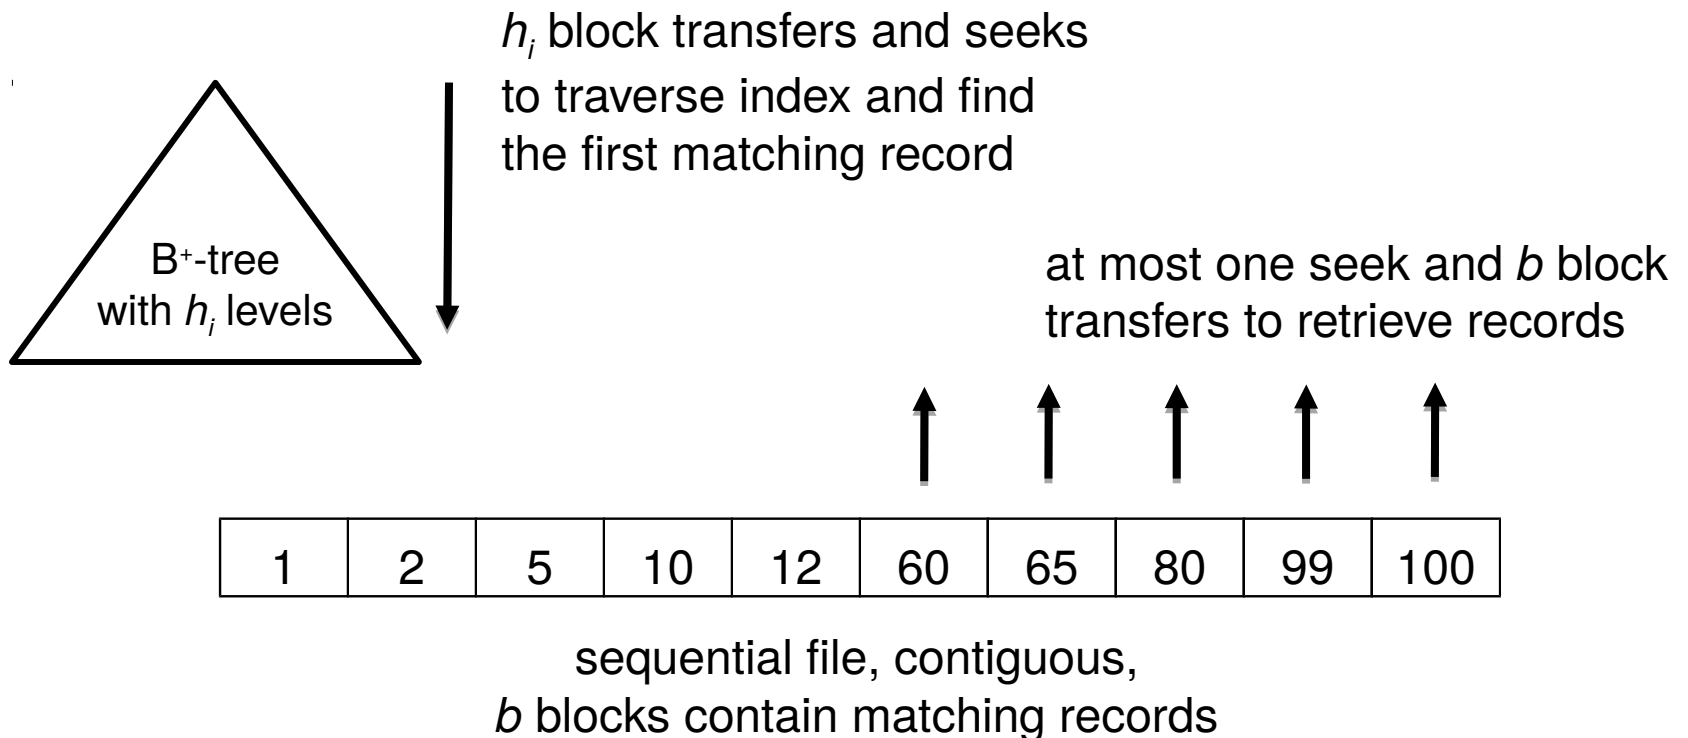 h_i block transfers and seeks
to traverse index and find
the first matching record
B⁺-tree
with h_i levels
at most one seek and b block
transfers to retrieve records
1 2 5 10 12 60 65 80 99 100
sequential file, contiguous,
b blocks contain matching records